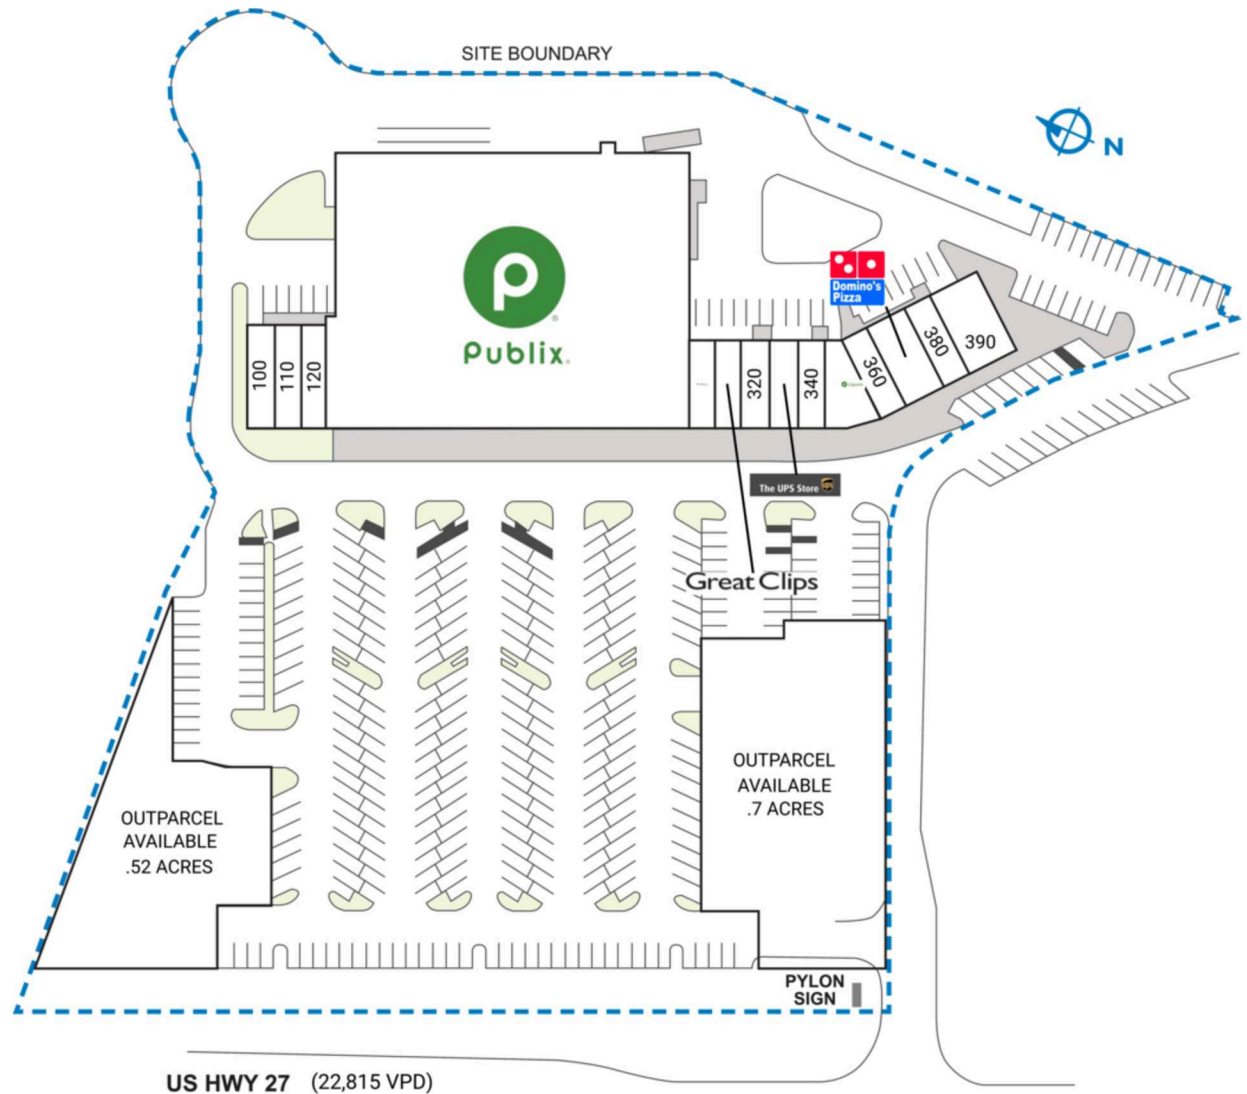 SITE BOUNDARY
N
Publix.
Domino's
Pizza
100
110
120
320
340
360
380
390
The UPS Store
ups
Great Clips
OUTPARCEL
AVAILABLE
.7 ACRES
OUTPARCEL
AVAILABLE
.52 ACRES
PYLON
SIGN
US HWY 27 (22,815 VPD)